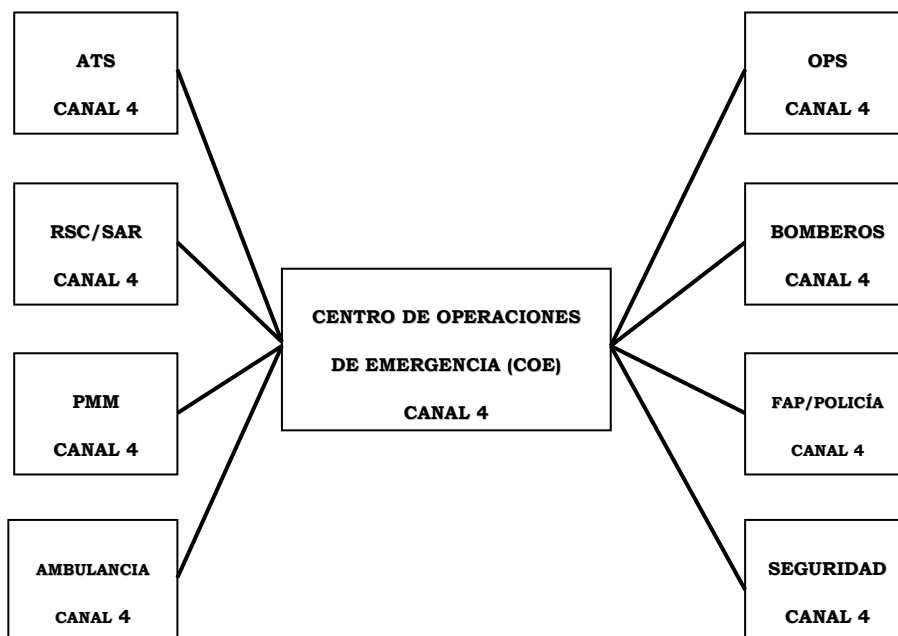 ATS
CANAL 4
OPS
CANAL 4
RSC/SAR
CANAL 4
BOMBEROS
CANAL 4
CENTRO DE OPERACIONES
DE EMERGENCIA (COE)
CANAL 4
PMM
CANAL 4
FAP/POLICÍA
CANAL 4
AMBULANCIA
CANAL 4
SEGURIDAD
CANAL 4